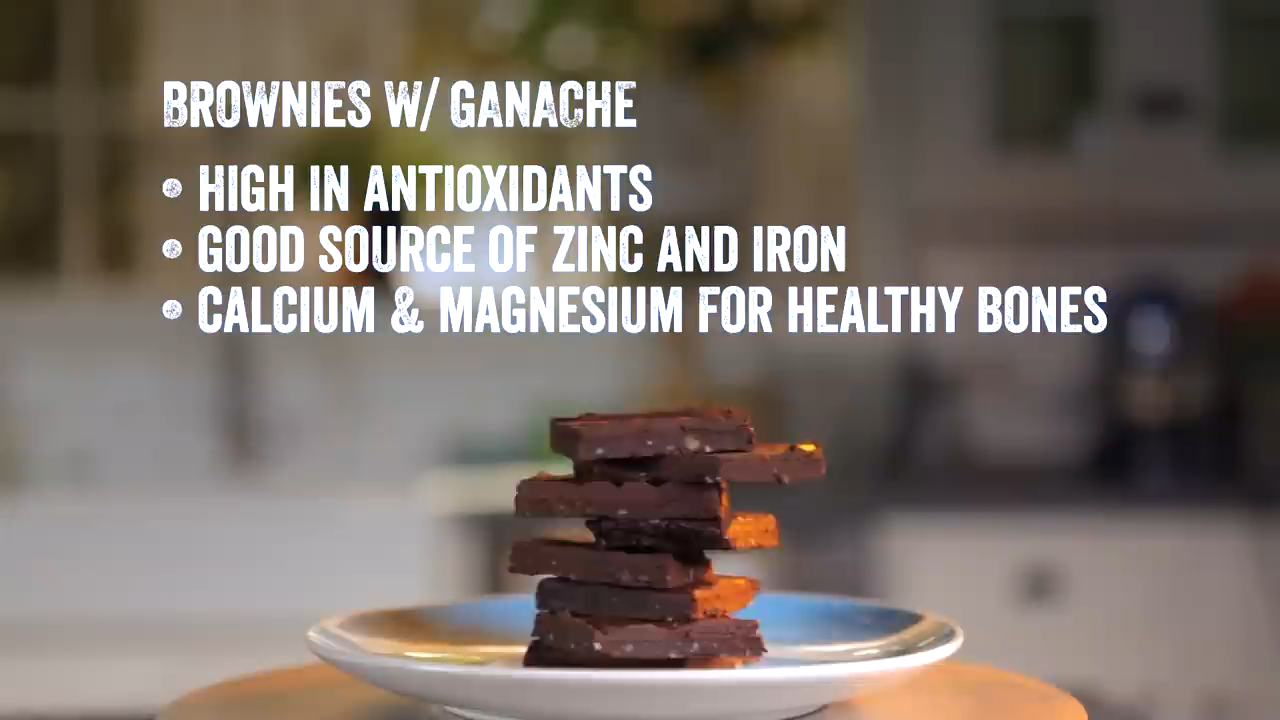 BROWNIES W/ GANACHE
• HIGH IN ANTIOXIDANTS
• GOOD SOURCE OF ZINC AND IRON
• CALCIUM & MAGNESIUM FOR HEALTHY BONES